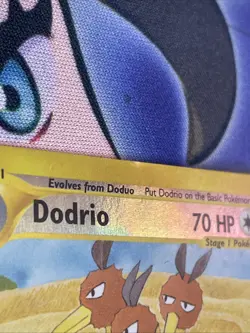 Evolves from Doduo Put Dodrio on the Basic Pokémon
Dodrio 70 HP
Stage 1